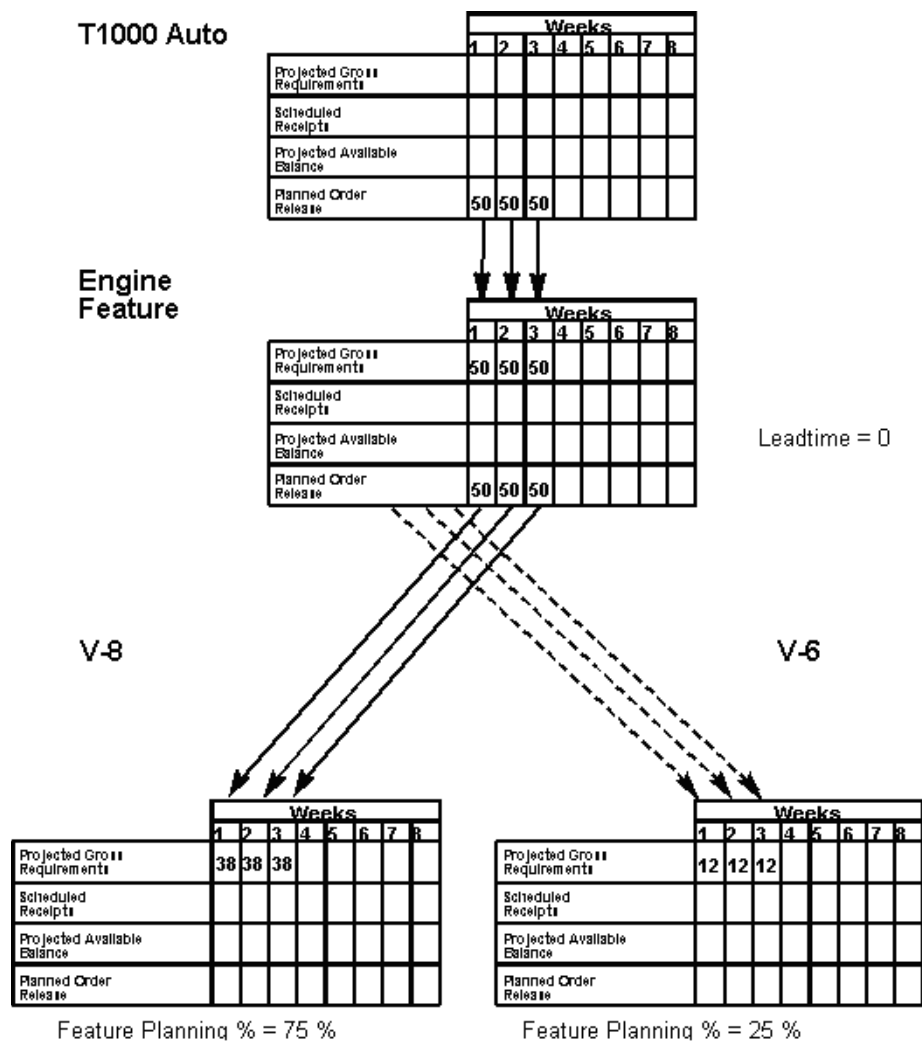 T1000 Auto
Weeks
1 2 3 4 5 6 7 8
Projected Gross
Requirements
Scheduled
Receipts
Projected Available
Balance
Planned Order
Release
50 50 50
Engine
Feature
Weeks
1 2 3 4 5 6 7 8
Projected Gross
Requirements
50 50 50
Scheduled
Receipts
Projected Available
Balance
Leadtime = 0
Planned Order
Release
50 50 50
V-8
V-6
Weeks
1 2 3 4 5 6 7 8
Projected Gross
Requirements
38 38 38
Scheduled
Receipts
Projected Available
Balance
Planned Order
Release
Feature Planning % = 75 %
Weeks
1 2 3 4 5 6 7 8
Projected Gross
Requirements
12 12 12
Scheduled
Receipts
Projected Available
Balance
Planned Order
Release
Feature Planning % = 25 %